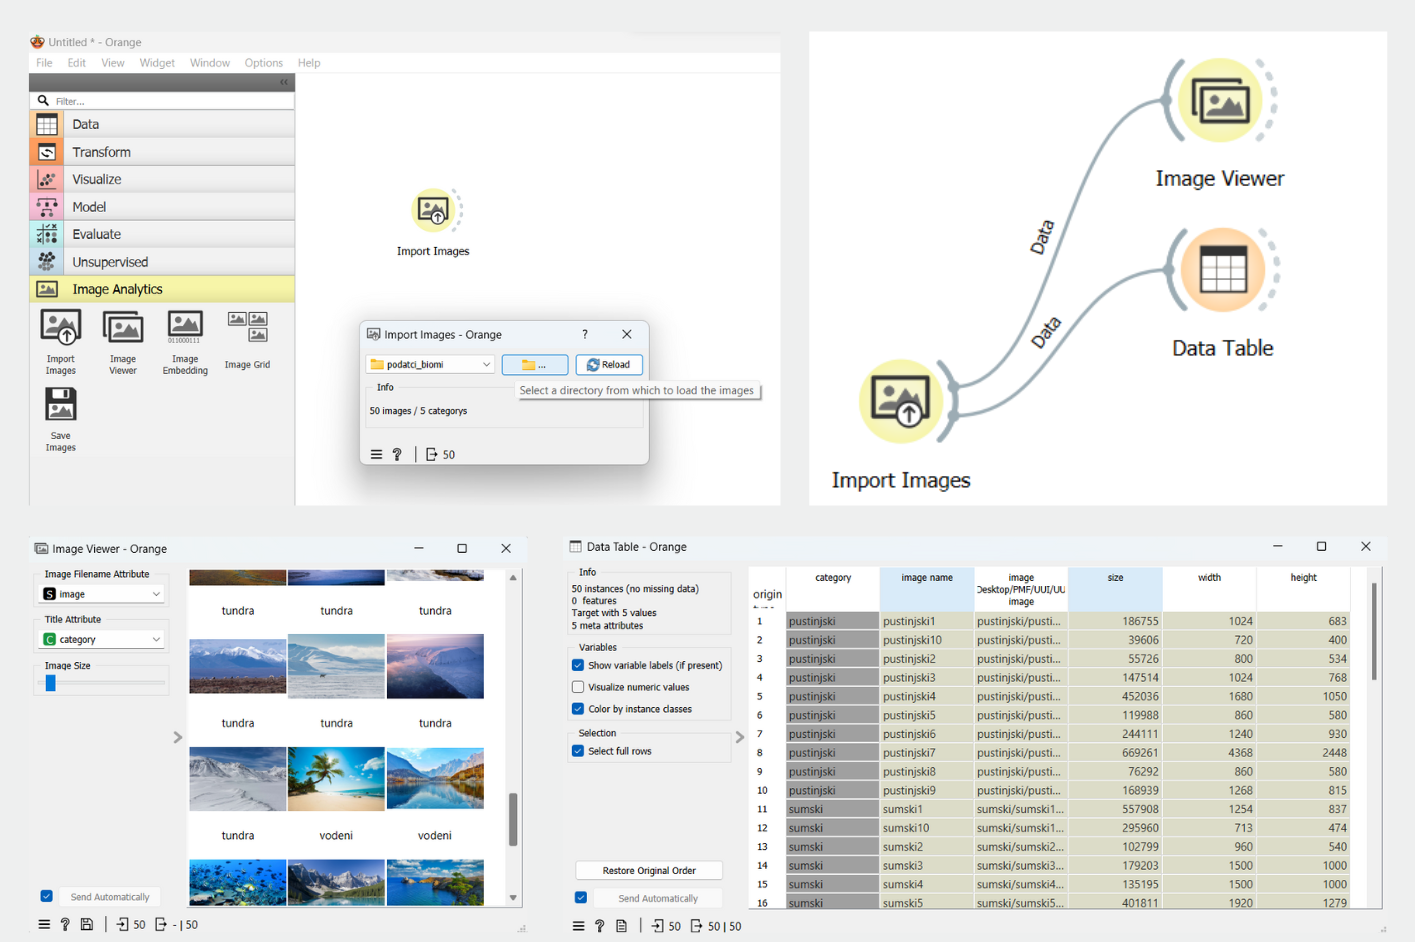 Untitled * - Orange
File Edit View Widget Window Options Help
Filter...
Data
Transform
Visualize
Model
Evaluate
Unsupervised
Image Analytics
Import Images
Image Viewer
Image Embedding
Image Grid
Save Images
Import Images
Import Images - Orange ?
podatci_biomi
...
Reload
Select a directory from which to load the images
Info
50 images / 5 categorys
? 50
Image Viewer
Data
Data Table
Data
Import Images
Image Viewer - Orange
Image Filename Attribute
S image
Title Attribute
C category
Image Size
tundra tundra tundra
tundra tundra tundra
tundra vodeni vodeni
Send Automatically
? 50 - | 50
Data Table - Orange
Info
50 instances (no missing data)
0 features
Target with 5 values
5 meta attributes
Variables
Show variable labels (if present)
Visualize numeric values
Color by instance classes
Selection
Select full rows
Restore Original Order
Send Automatically
? 50 50 | 50
category image name image size width height
Desktop/PMF/UUI/UU
origin image
1 pustinjski pustinjski1 pustinjski/pusti... 186755 1024 683
2 pustinjski pustinjski10 pustinjski/pusti... 39606 720 400
3 pustinjski pustinjski2 pustinjski/pusti... 55726 800 534
4 pustinjski pustinjski3 pustinjski/pusti... 147514 1024 768
5 pustinjski pustinjski4 pustinjski/pusti... 452036 1680 1050
6 pustinjski pustinjski5 pustinjski/pusti... 119988 860 580
7 pustinjski pustinjski6 pustinjski/pusti... 244111 1240 930
8 pustinjski pustinjski7 pustinjski/pusti... 669261 4368 2448
9 pustinjski pustinjski8 pustinjski/pusti... 76292 860 580
10 pustinjski pustinjski9 pustinjski/pusti... 168939 1268 815
11 sumski sumski1 sumski/sumski1... 557908 1254 837
12 sumski sumski10 sumski/sumski1... 295960 713 474
13 sumski sumski2 sumski/sumski2... 102799 960 540
14 sumski sumski3 sumski/sumski3... 179203 1500 1000
15 sumski sumski4 sumski/sumski4... 135195 1500 1000
16 sumski sumski5 sumski/sumski5... 401811 1920 1279